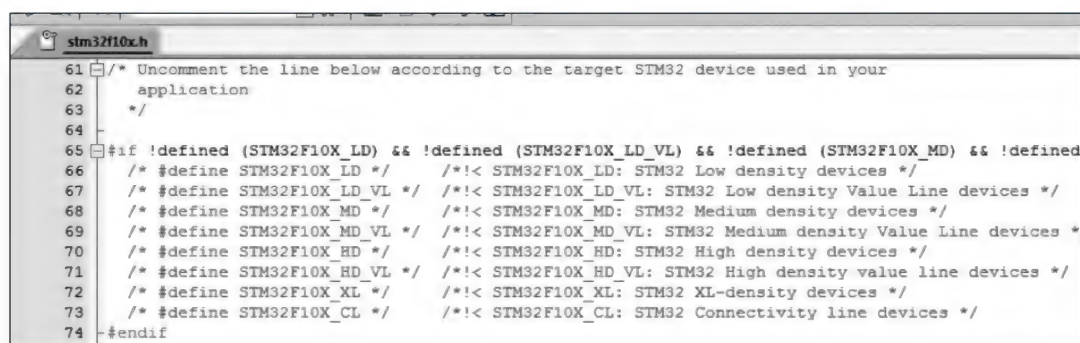 stm32f10x.h
61 /* Uncomment the line below according to the target STM32 device used in your
62 application
63 */
64
65 #if !defined (STM32F10X_LD) && !defined (STM32F10X_LD_VL) && !defined (STM32F10X_MD) && !defined
66 /* #define STM32F10X_LD */ /*!< STM32F10X_LD: STM32 Low density devices */
67 /* #define STM32F10X_LD_VL */ /*!< STM32F10X_LD_VL: STM32 Low density Value Line devices */
68 /* #define STM32F10X_MD */ /*!< STM32F10X_MD: STM32 Medium density devices */
69 /* #define STM32F10X_MD_VL */ /*!< STM32F10X_MD_VL: STM32 Medium density Value Line devices *
70 /* #define STM32F10X_HD */ /*!< STM32F10X_HD: STM32 High density devices */
71 /* #define STM32F10X_HD_VL */ /*!< STM32F10X_HD_VL: STM32 High density value line devices */
72 /* #define STM32F10X_XL */ /*!< STM32F10X_XL: STM32 XL-density devices */
73 /* #define STM32F10X_CL */ /*!< STM32F10X_CL: STM32 Connectivity line devices */
74 #endif